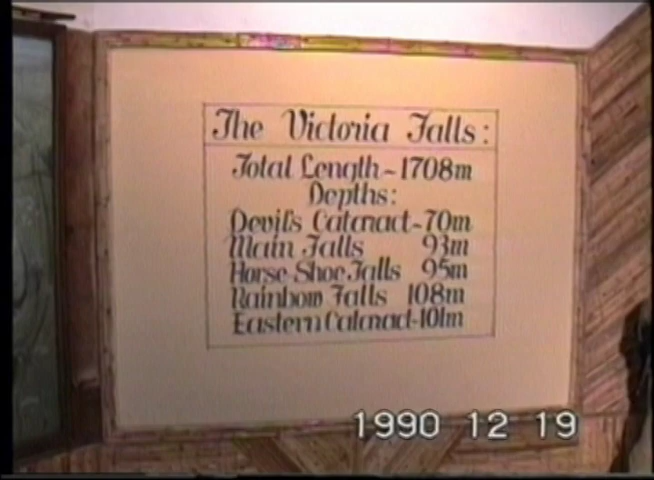 The Victoria Falls:
Total Length~1708m
Depths:
Devil's Cataract~70m
Main Falls 93m
Horse Shoe Falls 95m
Rainbow Falls 108m
Eastern Cataract-101m
1990 12 19